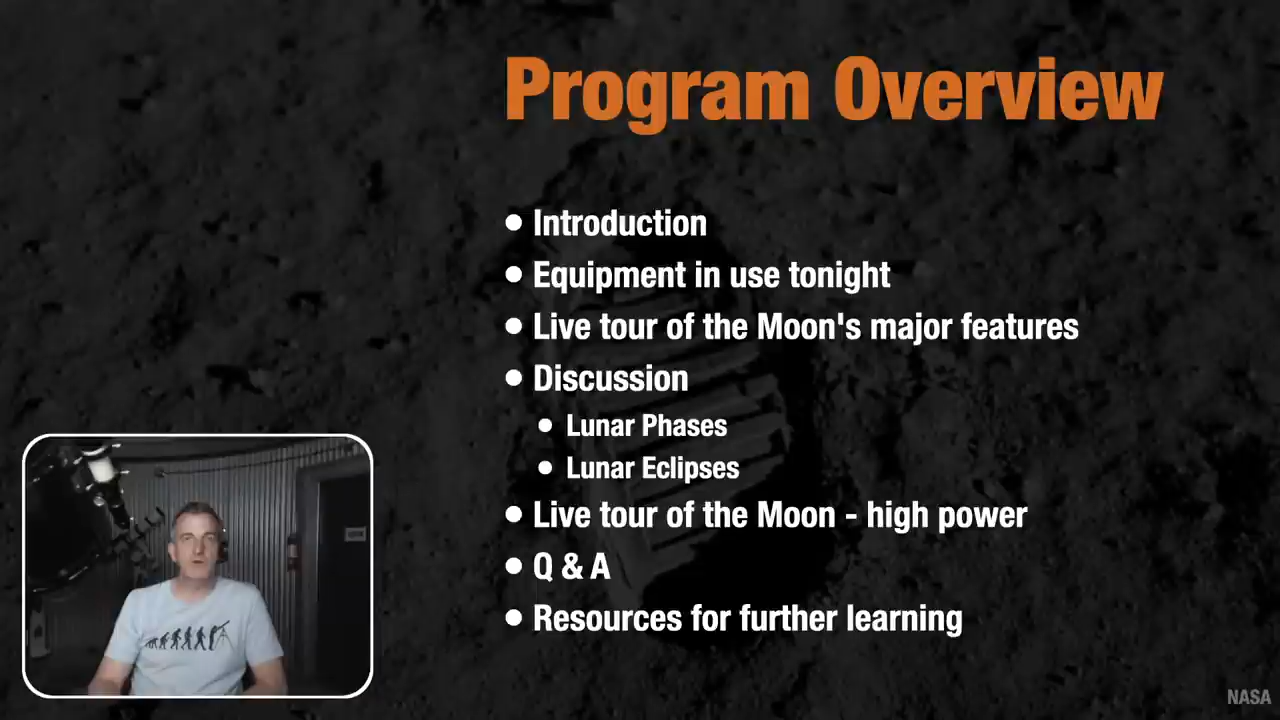 Program Overview
• Introduction
• Equipment in use tonight
• Live tour of the Moon's major features
• Discussion
• Lunar Phases
• Lunar Eclipses
• Live tour of the Moon - high power
• Q & A
• Resources for further learning
NASA